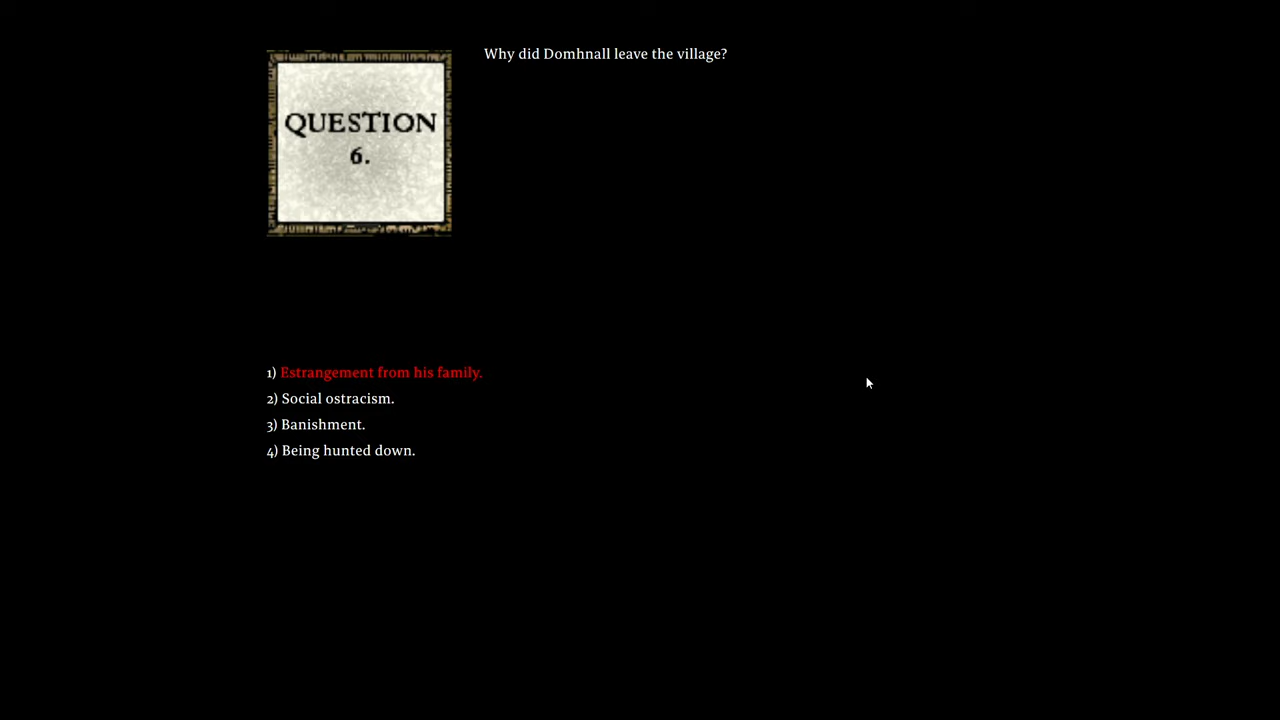 QUESTION
6.
Why did Domhnall leave the village?
1) Estrangement from his family.
2) Social ostracism.
3) Banishment.
4) Being hunted down.